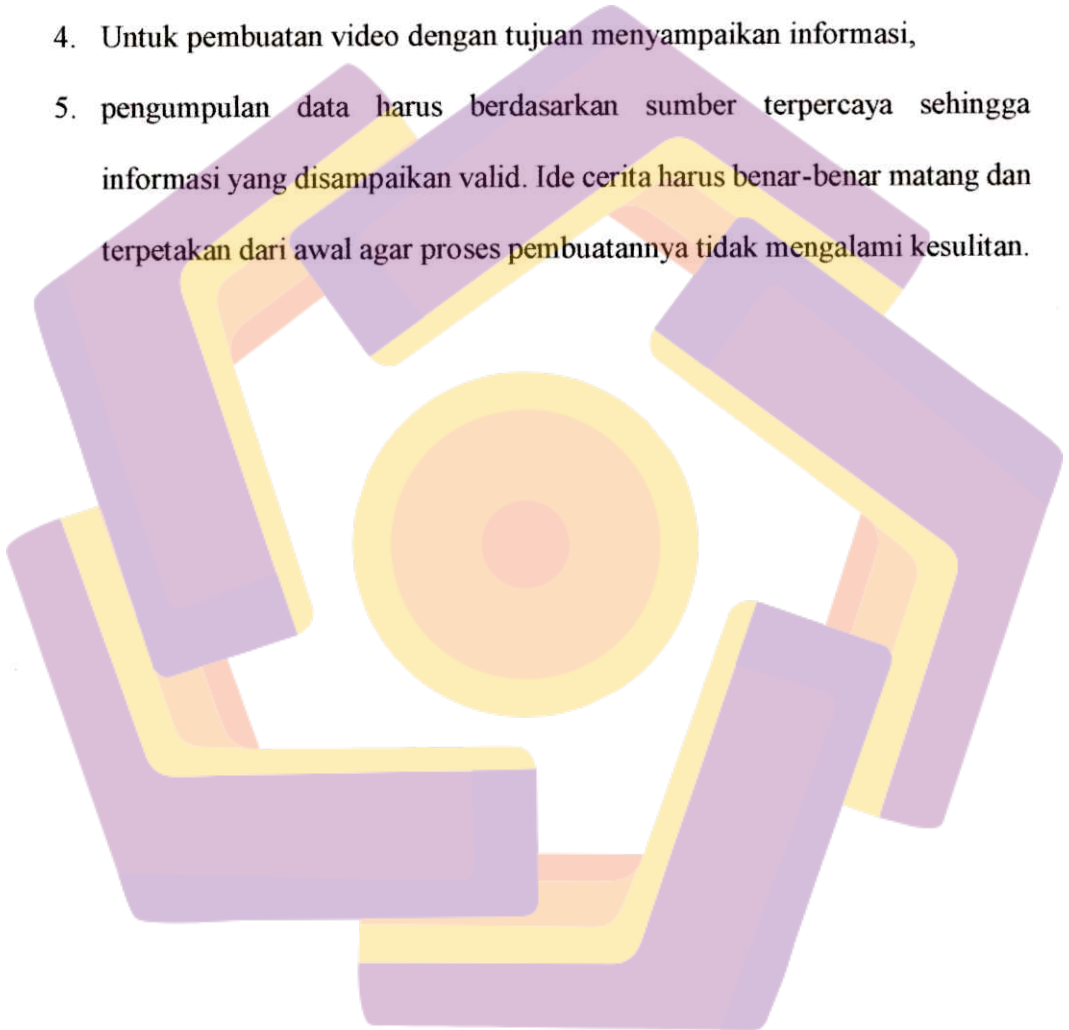 4. Untuk pembuatan video dengan tujuan menyampaikan informasi,
5. pengumpulan data harus berdasarkan sumber terpercaya sehingga
informasi yang disampaikan valid. Ide cerita harus benar-benar matang dan
terpetakan dari awal agar proses pembuatannya tidak mengalami kesulitan.